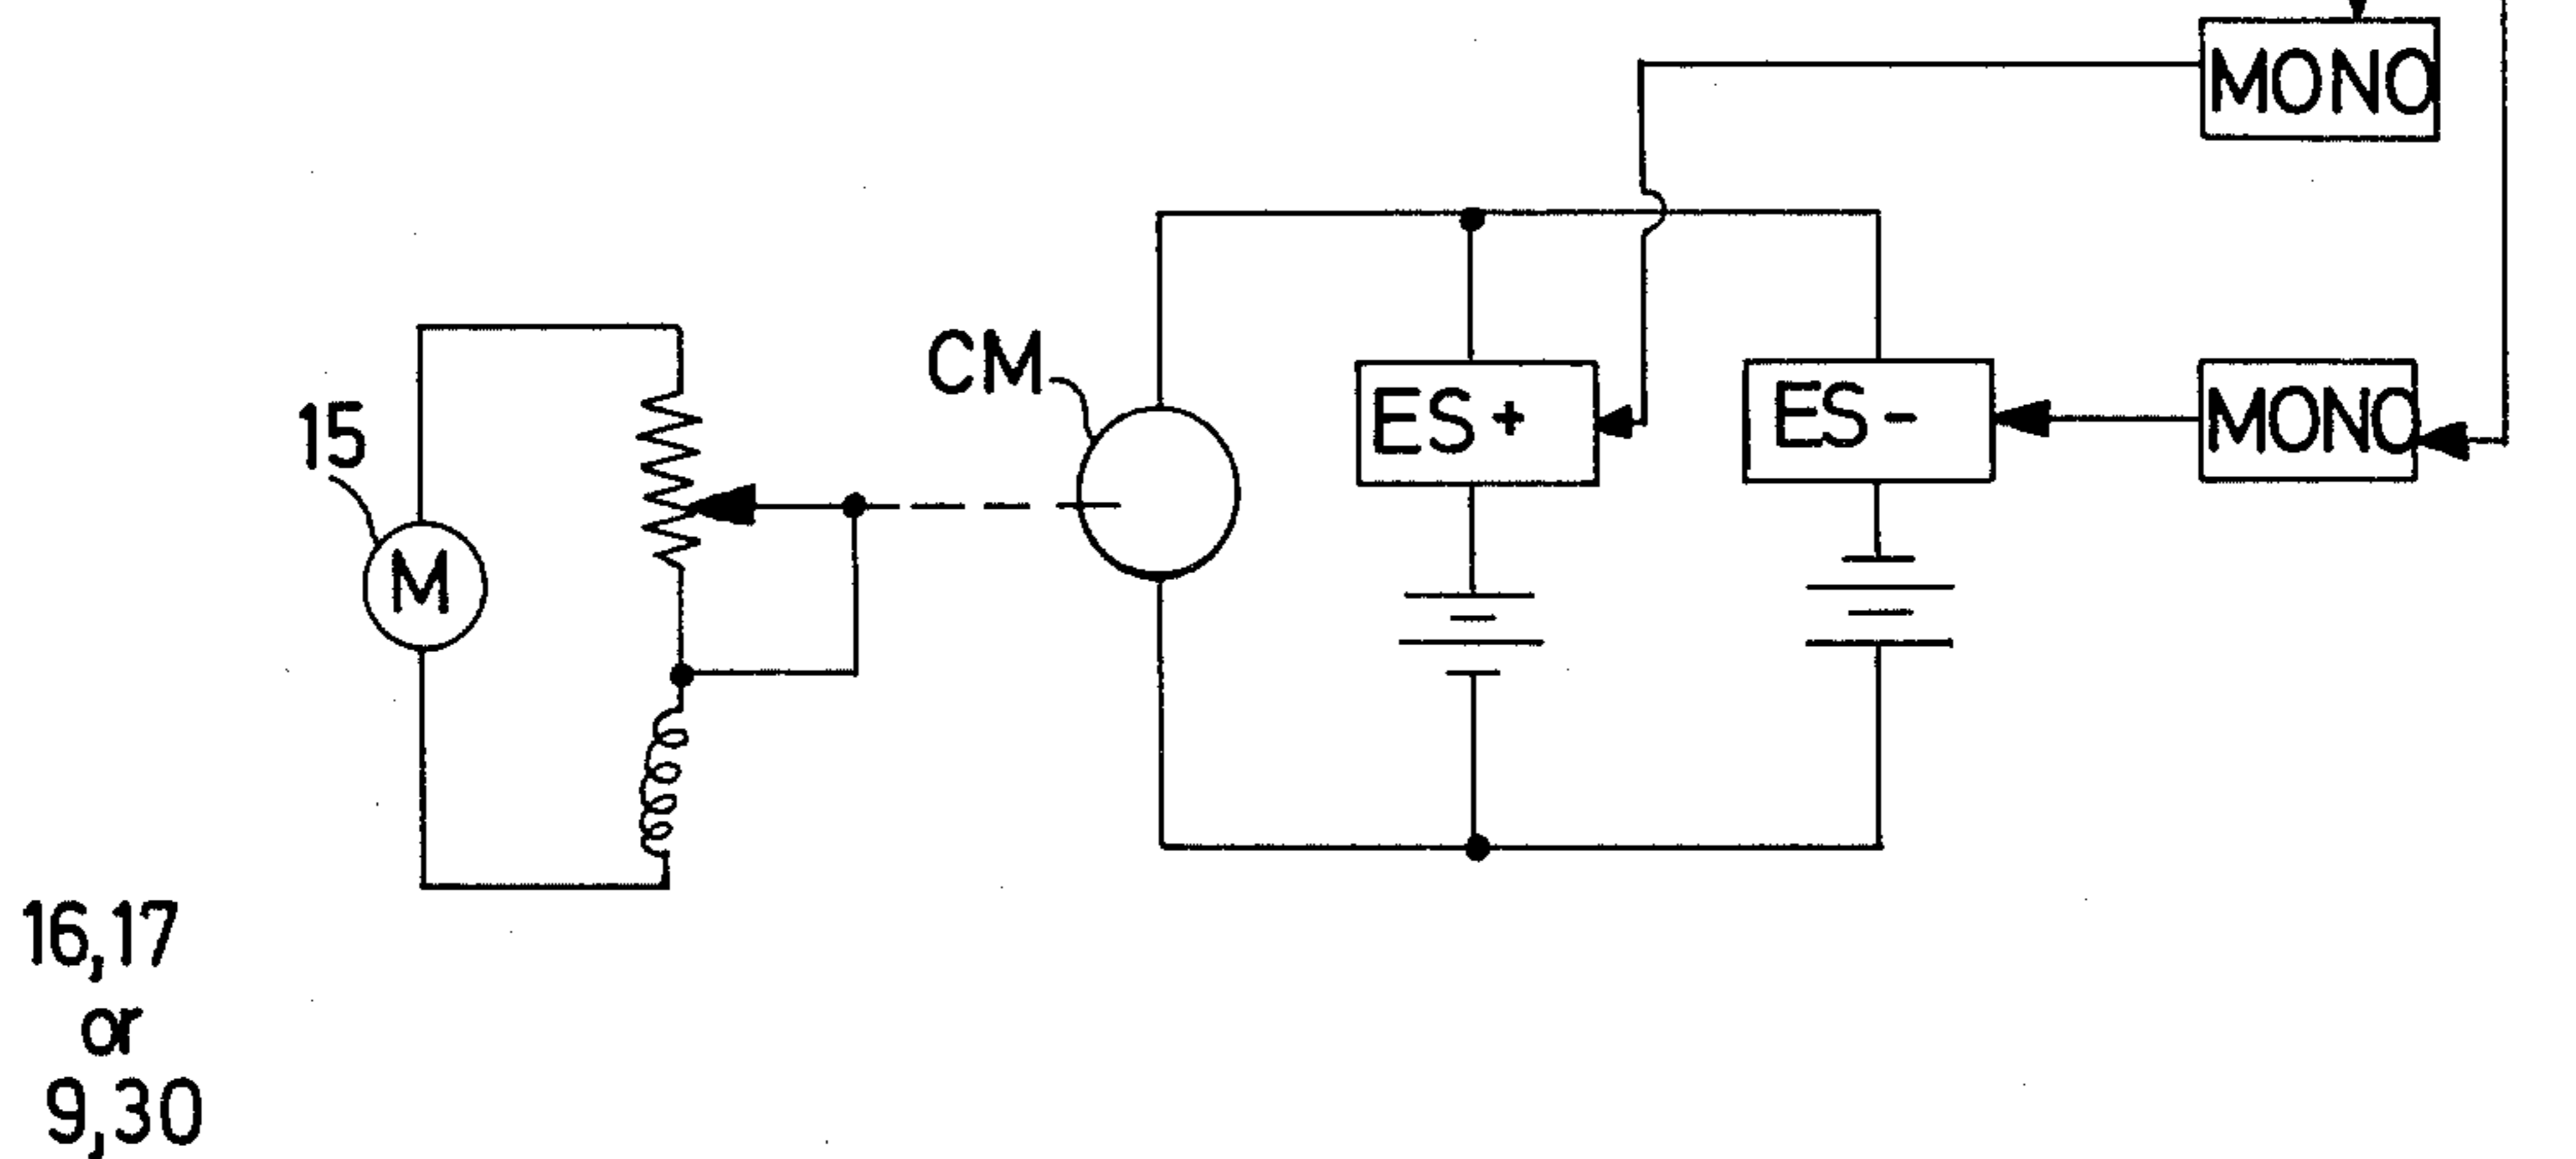 MONO
CM
15
ES +
ES -
MONO
M
16,17
or
9,30